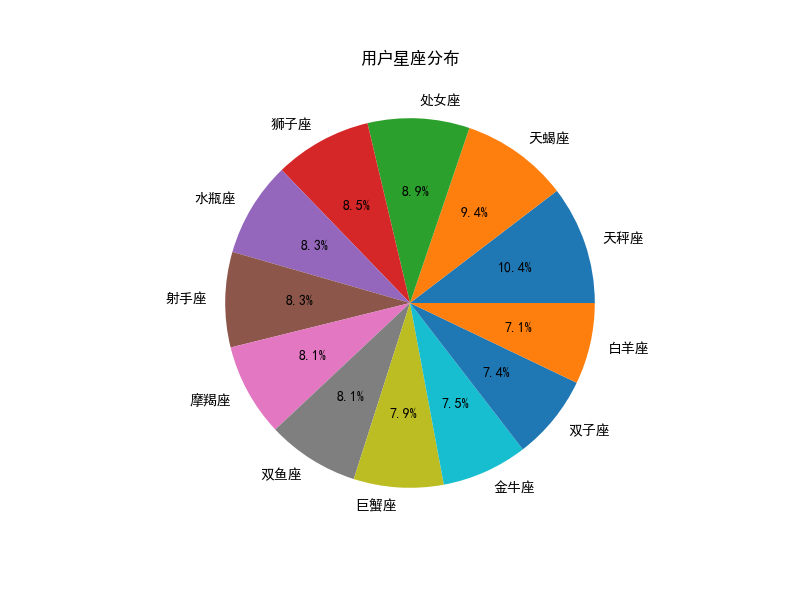 用户星座分布
天秤座
10.4%
天蝎座
9.4%
处女座
8.9%
狮子座
8.5%
水瓶座
8.3%
射手座
8.3%
摩羯座
8.1%
双鱼座
8.1%
巨蟹座
7.9%
金牛座
7.5%
双子座
7.4%
白羊座
7.1%